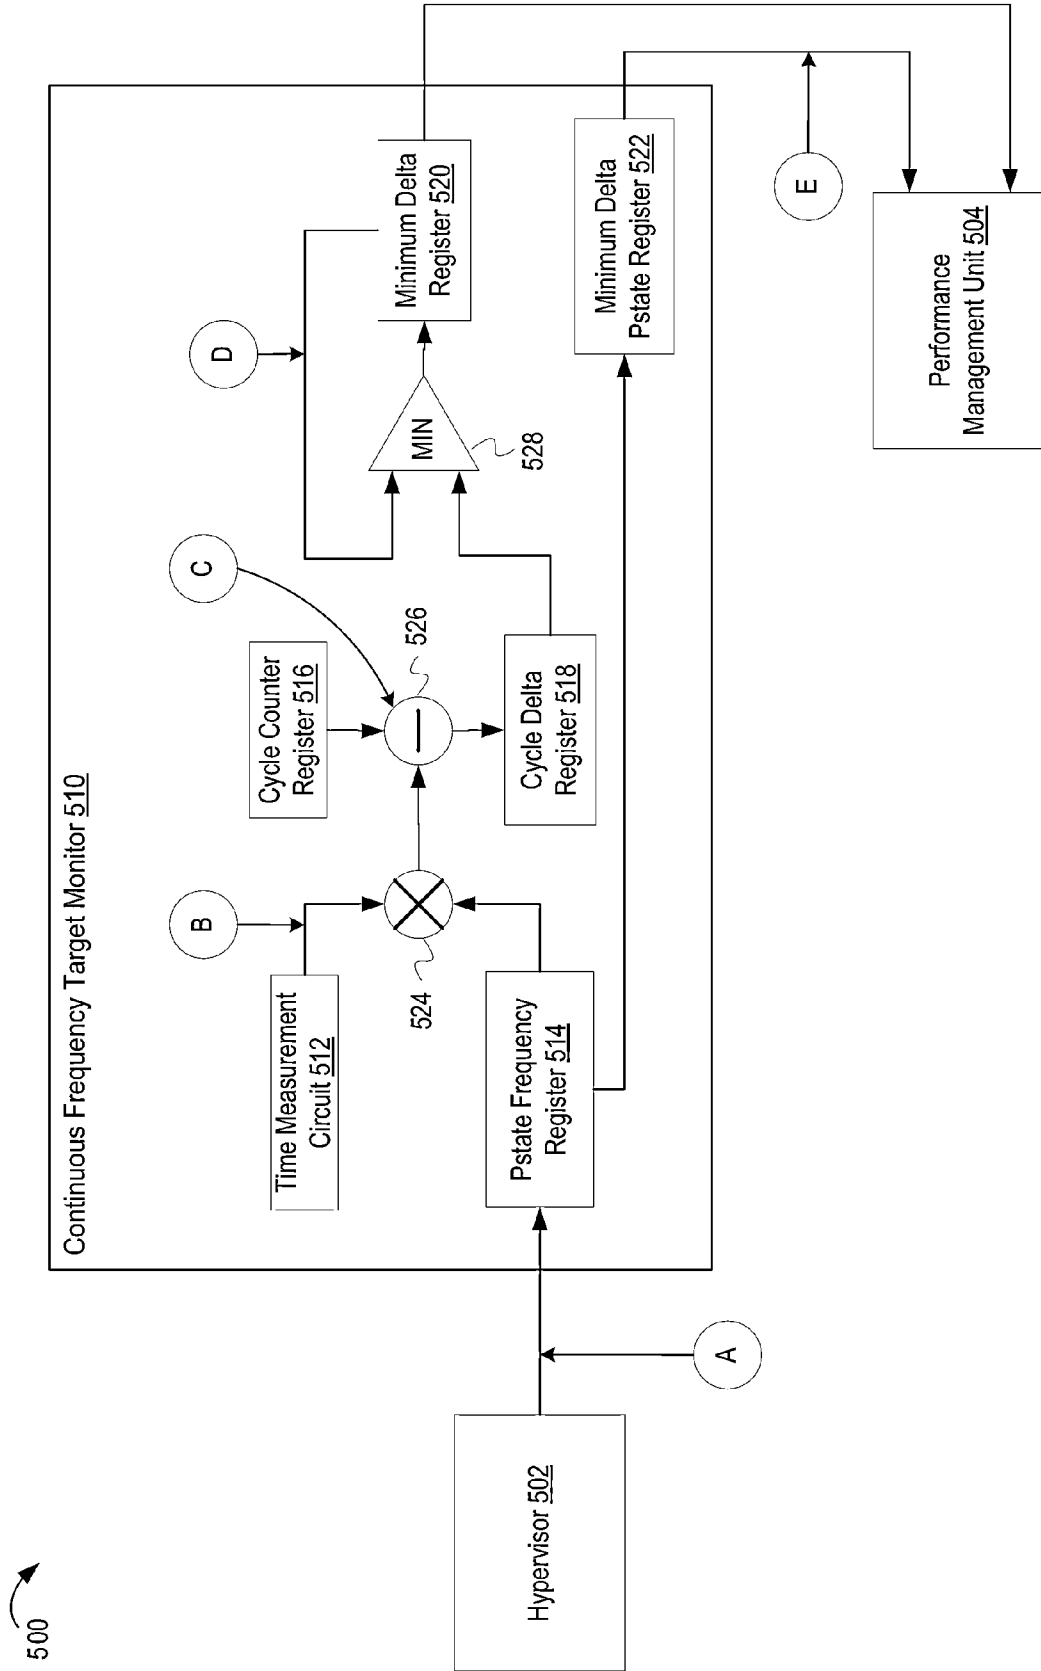 500
Continuous Frequency Target Monitor 510
Hypervisor 502
A
B
Time Measurement
Circuit 512
524
Pstate Frequency
Register 514
C
Cycle Counter
Register 516
526
Cycle Delta
Register 518
D
MIN
528
Minimum Delta
Register 520
Minimum Delta
Pstate Register 522
E
Performance
Management Unit 504